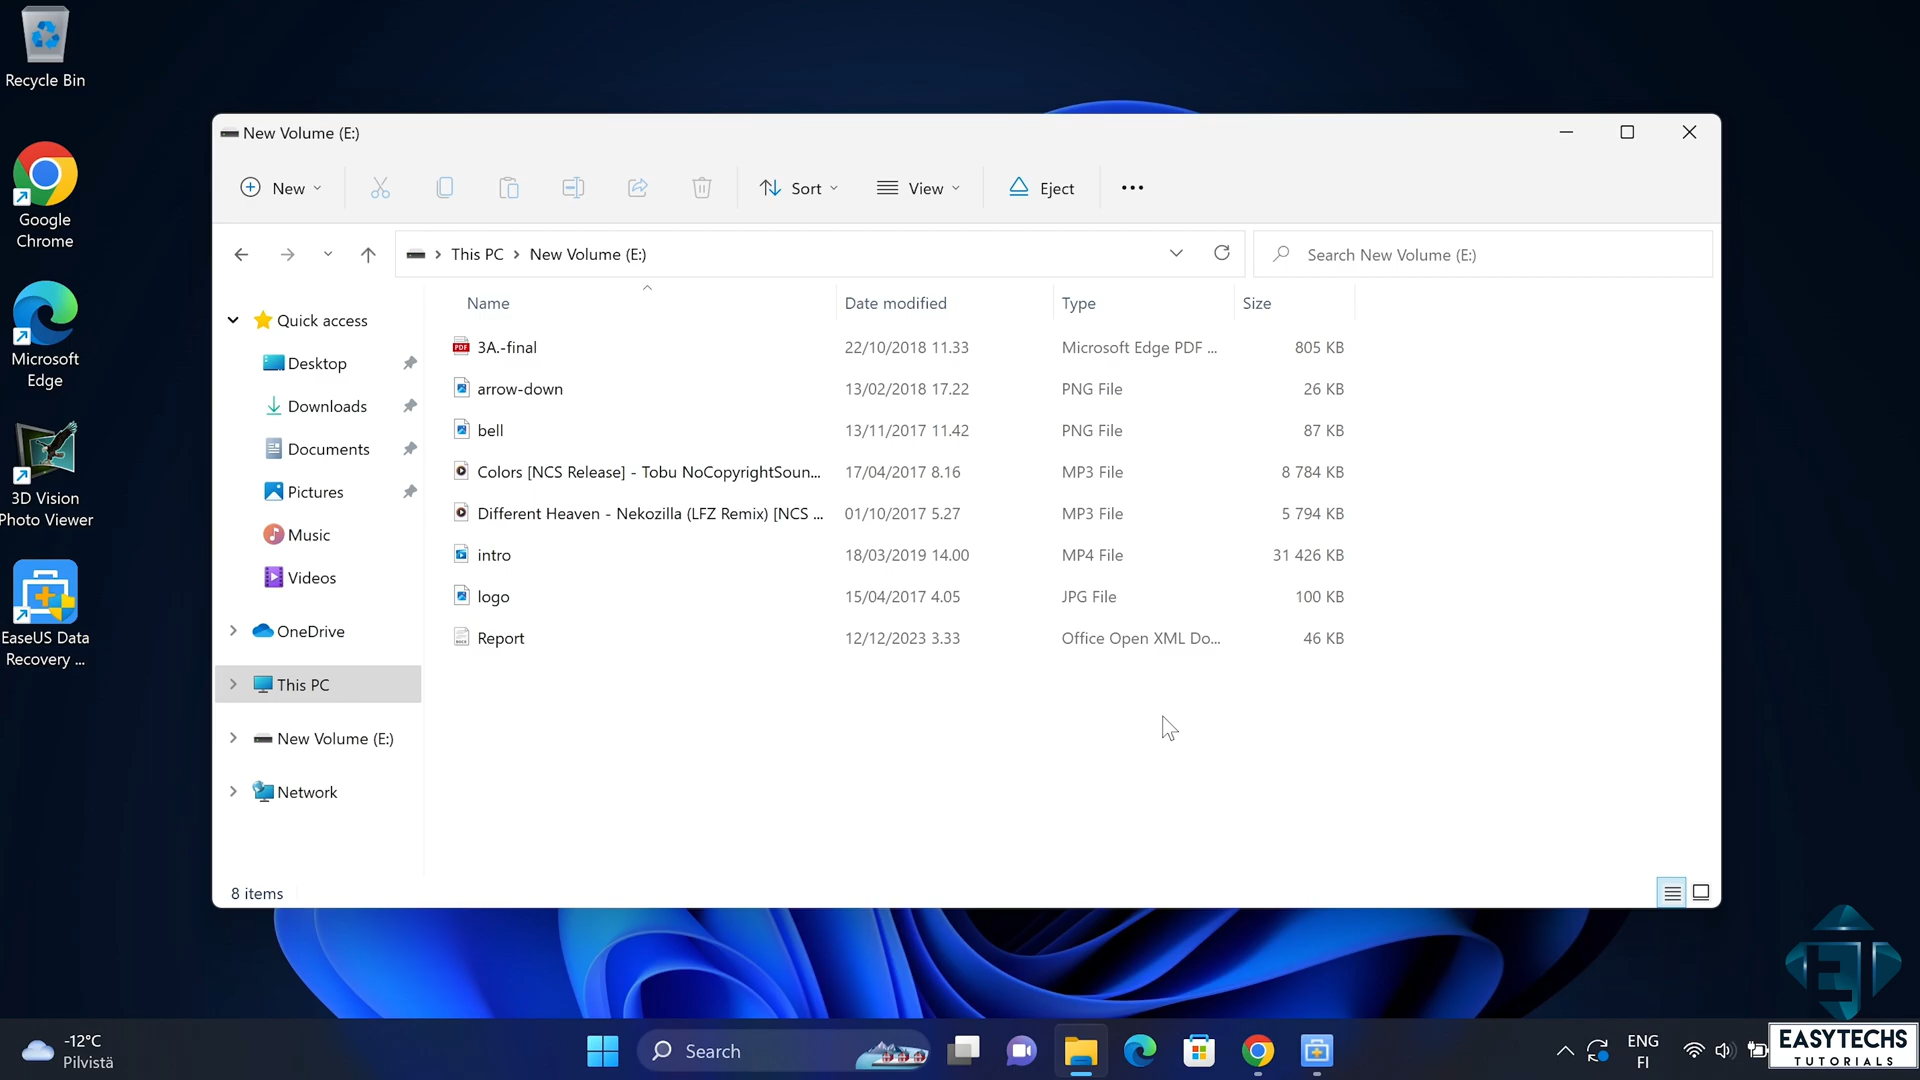 Recycle Bin
Google
Chrome
Microsoft
Edge
3D Vision
Photo Viewer
EaseUS Data
Recovery ...
New Volume (E:)
New
Sort
View
Eject
This PC
New Volume (E:)
Search New Volume (E:)
Quick access
Desktop
Downloads
Documents
Pictures
Music
Videos
OneDrive
This PC
New Volume (E:)
Network
Name Date modified Type Size
3A.-final 22/10/2018 11.33 Microsoft Edge PDF ... 805 KB
arrow-down 13/02/2018 17.22 PNG File 26 KB
bell 13/11/2017 11.42 PNG File 87 KB
Colors [NCS Release] - Tobu NoCopyrightSoun... 17/04/2017 8.16 MP3 File 8 784 KB
Different Heaven - Nekozilla (LFZ Remix) [NCS ... 01/10/2017 5.27 MP3 File 5 794 KB
intro 18/03/2019 14.00 MP4 File 31 426 KB
logo 15/04/2017 4.05 JPG File 100 KB
Report 12/12/2023 3.33 Office Open XML Do... 46 KB
8 items
-12°C
Pilvistä
Search
ENG
FI
EASYTECHS
TUTORIALS